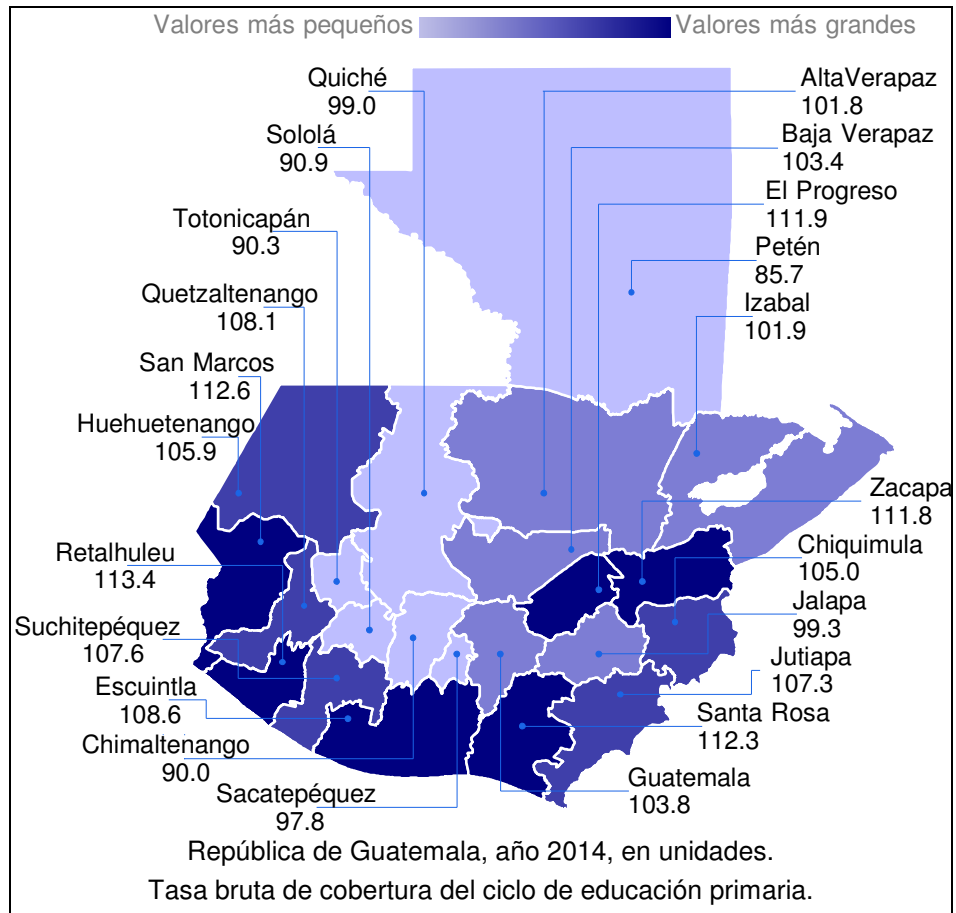 Valores más pequeños Valores más grandes
Quiché
99.0
Sololá
90.9
Totonicapán
90.3
Quetzaltenango
108.1
San Marcos
112.6
Huehuetenango
105.9
Retalhuleu
113.4
Suchitepéquez
107.6
Escuintla
108.6
Chimaltenango
90.0
Sacatepéquez
97.8
AltaVerapaz
101.8
Baja Verapaz
103.4
El Progreso
111.9
Petén
85.7
Izabal
101.9
Zacapa
111.8
Chiquimula
105.0
Jalapa
99.3
Jutiapa
107.3
Santa Rosa
112.3
Guatemala
103.8
República de Guatemala, año 2014, en unidades.
Tasa bruta de cobertura del ciclo de educación primaria.